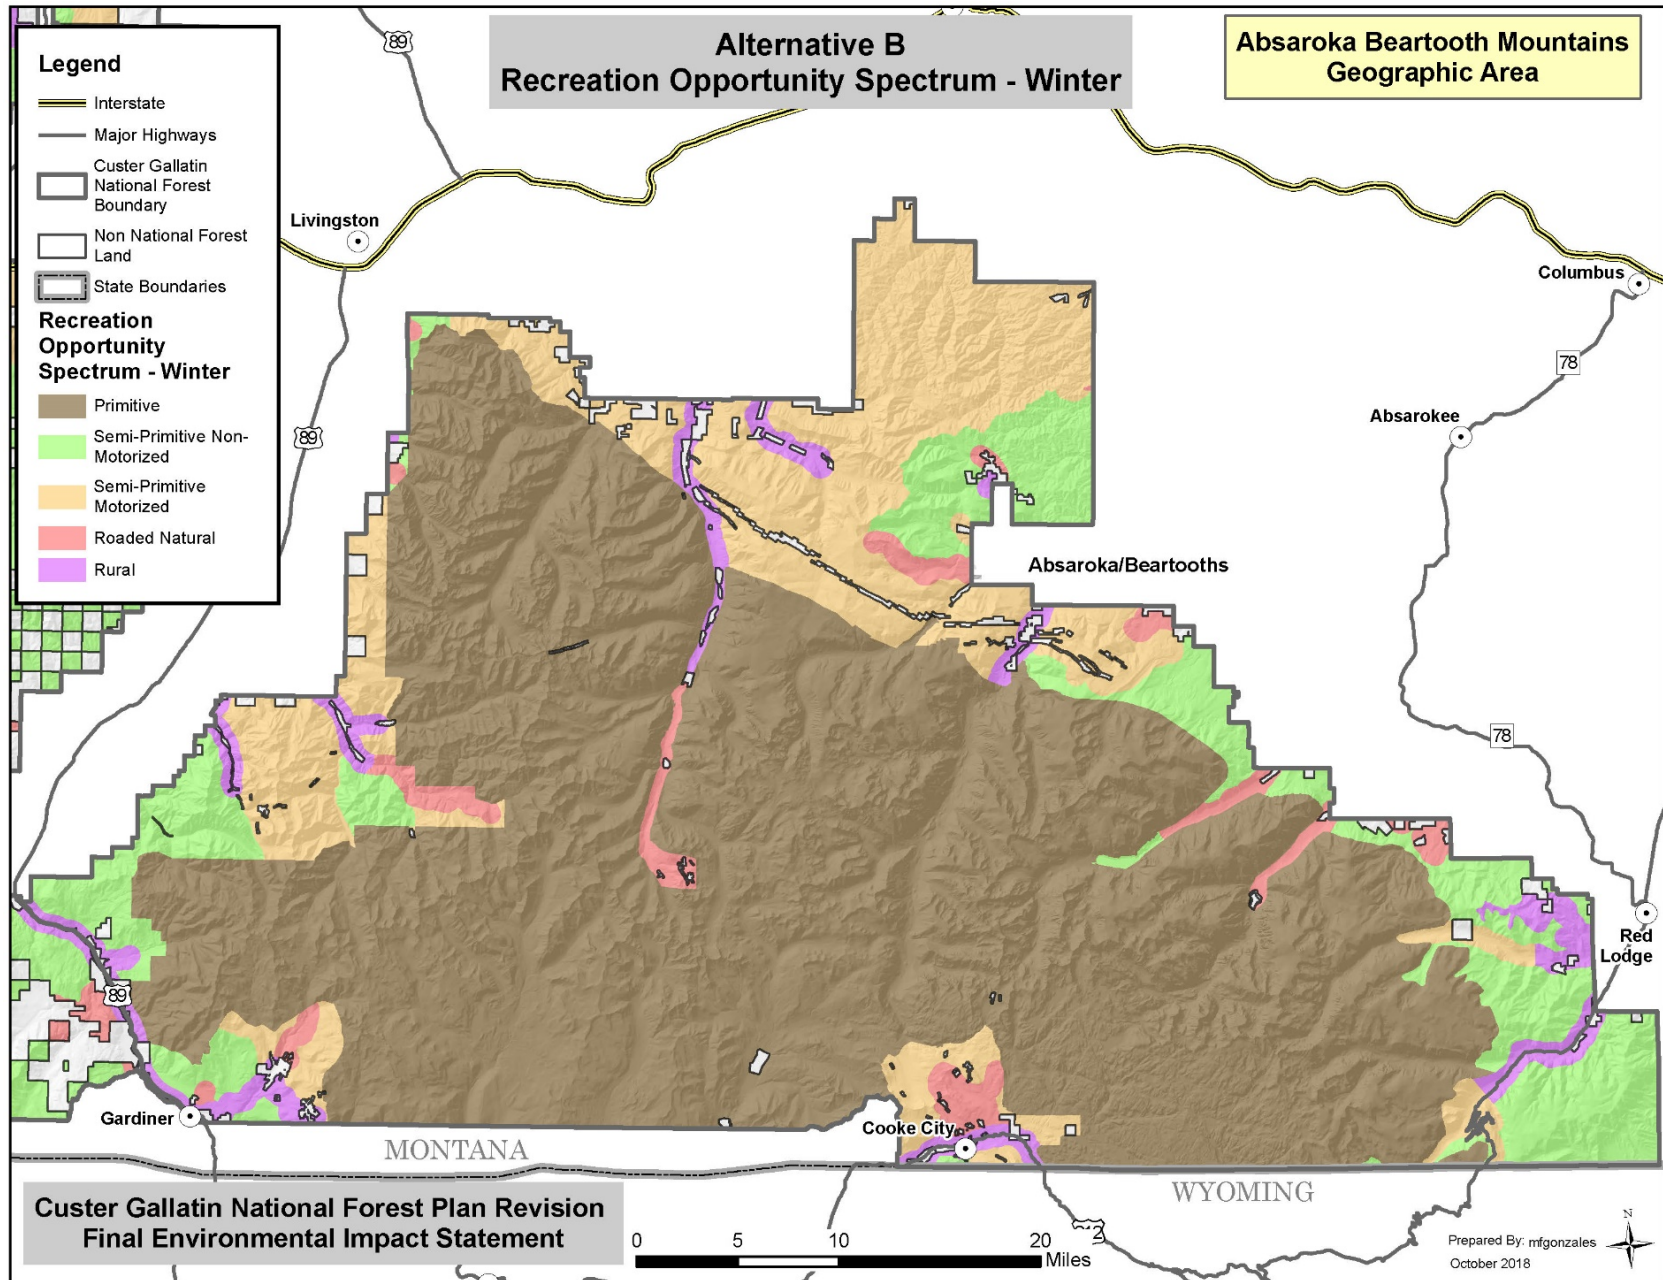 Alternative B
Recreation Opportunity Spectrum - Winter
Absaroka Beartooth Mountains
Geographic Area
Legend
Interstate
Major Highways
Custer Gallatin
National Forest
Boundary
Non National Forest
Land
State Boundaries
Recreation
Opportunity
Spectrum - Winter
Primitive
Semi-Primitive Non-
Motorized
Semi-Primitive
Motorized
Roaded Natural
Rural
89
Livingston
Columbus
78
Absarokee
89
Absaroka/Beartooths
78
Red
Lodge
89
Gardiner
Cooke City
MONTANA
WYOMING
Custer Gallatin National Forest Plan Revision
Final Environmental Impact Statement
0 5 10 20
Miles
N
Prepared By: mfgonzales
October 2018